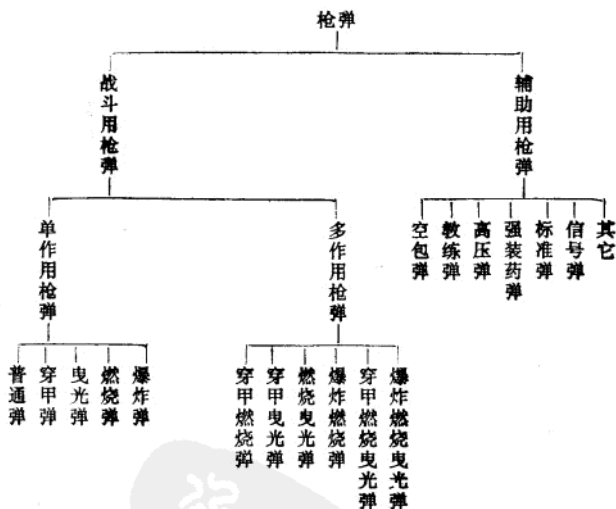 枪弹
战斗用枪弹
辅助用枪弹
单作用枪弹
多作用枪弹
空包弹
教练弹
高压弹
强装药弹
标准弹
信号弹
其它
普通弹
穿甲弹
曳光弹
燃烧弹
爆炸弹
穿甲燃烧弹
穿甲曳光弹
燃烧曳光弹
爆炸燃烧弹
穿甲燃烧曳光弹
爆炸燃烧曳光弹